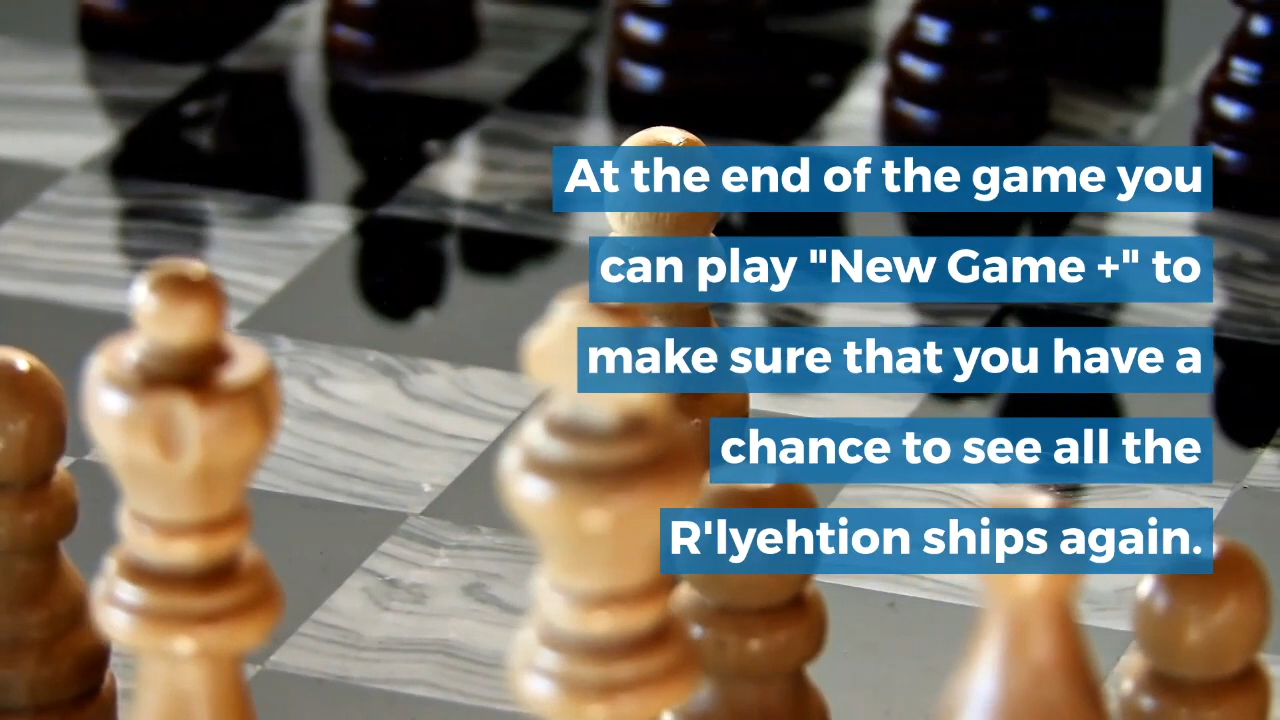 At the end of the game you
can play "New Game +" to
make sure that you have a
chance to see all the
R'lyehtion ships again.